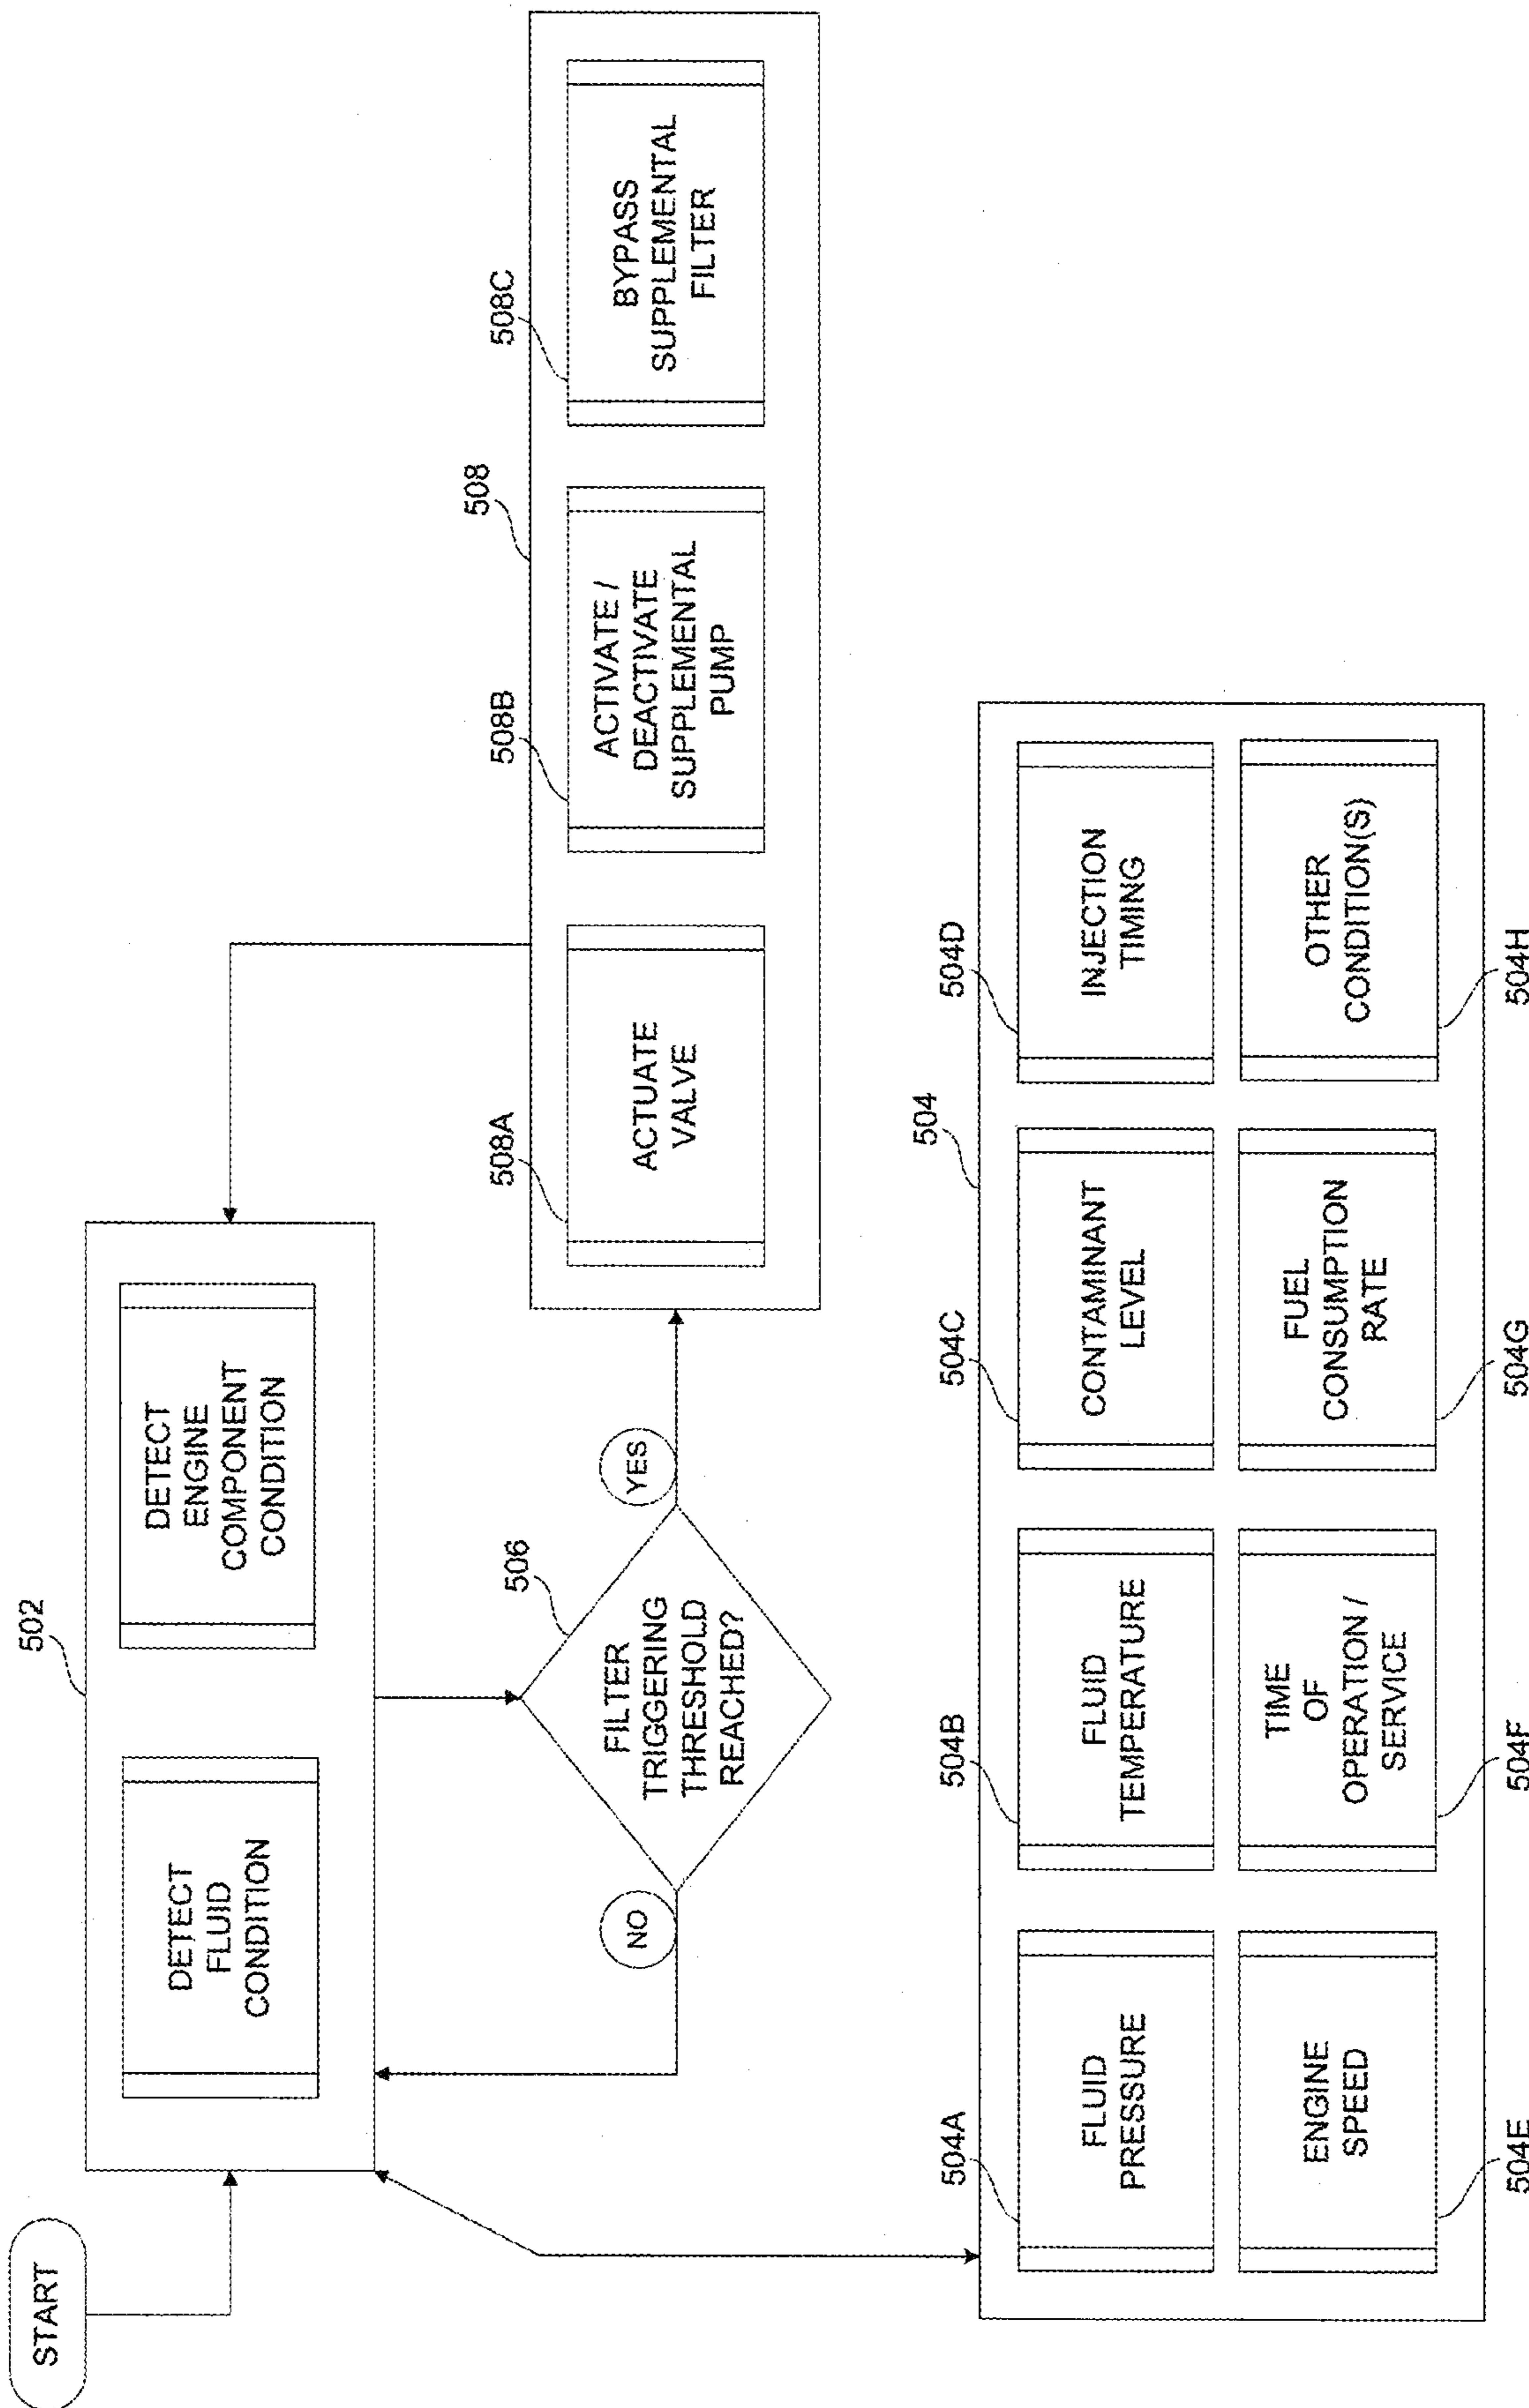 START
502
DETECT
FLUID
CONDITION
DETECT
ENGINE
COMPONENT
CONDITION
506
FILTER
TRIGGERING
THRESHOLD
REACHED?
NO
YES
508
508A
ACTUATE
VALVE
508B
ACTIVATE /
DEACTIVATE
SUPPLEMENTAL
PUMP
508C
BYPASS
SUPPLEMENTAL
FILTER
504
504A
FLUID
PRESSURE
504B
FLUID
TEMPERATURE
504C
CONTAMINANT
LEVEL
504D
INJECTION
TIMING
ENGINE
SPEED
504E
TIME
OF
OPERATION /
SERVICE
504F
FUEL
CONSUMPTION
RATE
504G
OTHER
CONDITION(S)
504H